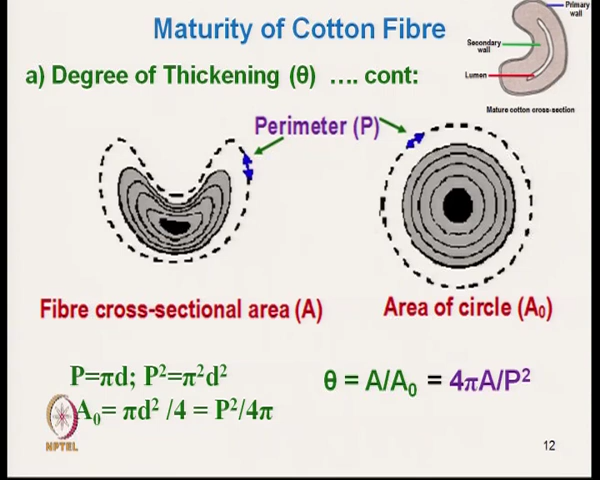 Maturity of Cotton Fibre
Primary
wall
Secondary
wall
Lumen
Mature cotton cross-section
a) Degree of Thickening (θ) …. cont:
Perimeter (P)
Fibre cross-sectional area (A)
Area of circle (A₀)
P=πd; P²=π²d²
θ = A/A₀ = 4πA/P²
A₀= πd² /4 = P²/4π
NPTEL
12